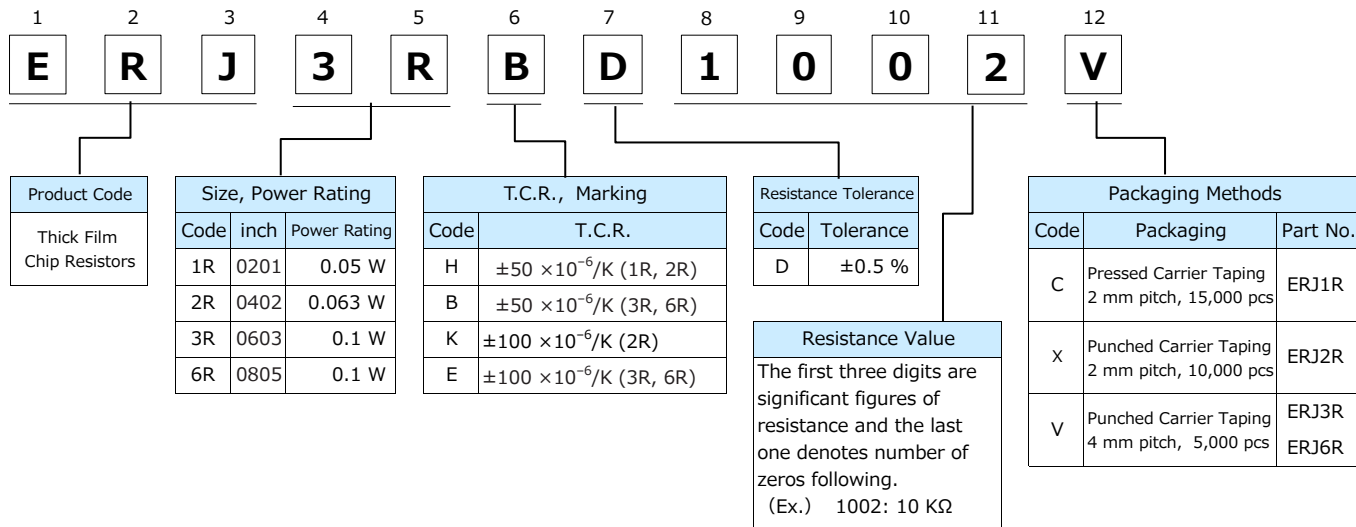 1 2 3 4 5 6 7 8 9 10 11 12
E R J 3 R B D 1 0 0 2 V
Product Code
Thick Film
Chip Resistors
Size, Power Rating
Code inch Power Rating
1R 0201 0.05 W
2R 0402 0.063 W
3R 0603 0.1 W
6R 0805 0.1 W
T.C.R., Marking
Code T.C.R.
H ±50 ×10⁻⁶/K (1R, 2R)
B ±50 ×10⁻⁶/K (3R, 6R)
K ±100 ×10⁻⁶/K (2R)
E ±100 ×10⁻⁶/K (3R, 6R)
Resistance Tolerance
Code Tolerance
D ±0.5 %
Resistance Value
The first three digits are
significant figures of
resistance and the last
one denotes number of
zeros following.
(Ex.) 1002: 10 KΩ
Packaging Methods
Code Packaging Part No.
C Pressed Carrier Taping
2 mm pitch, 15,000 pcs ERJ1R
X Punched Carrier Taping
2 mm pitch, 10,000 pcs ERJ2R
V Punched Carrier Taping
4 mm pitch, 5,000 pcs
ERJ3R
ERJ6R